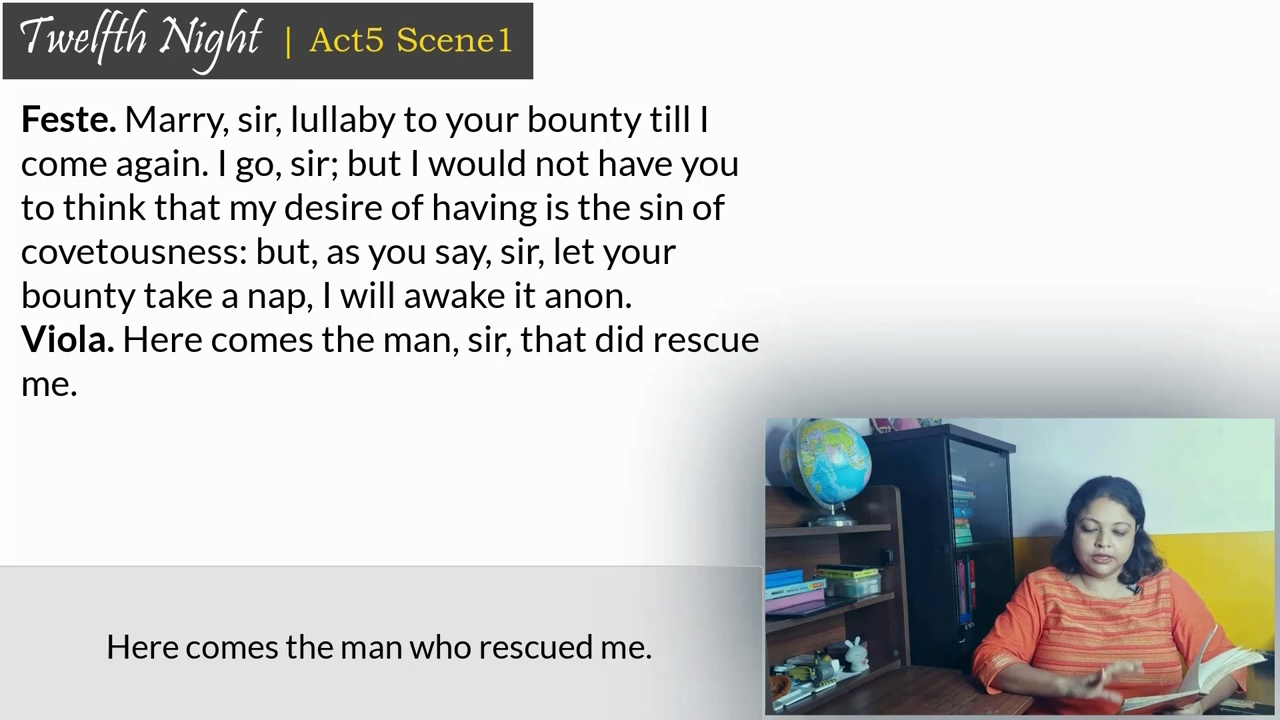 Twelfth Night | Act5 Scene1
Feste. Marry, sir, lullaby to your bounty till I
come again. I go, sir; but I would not have you
to think that my desire of having is the sin of
covetousness: but, as you say, sir, let your
bounty take a nap, I will awake it anon.
Viola. Here comes the man, sir, that did rescue
me.
Here comes the man who rescued me.